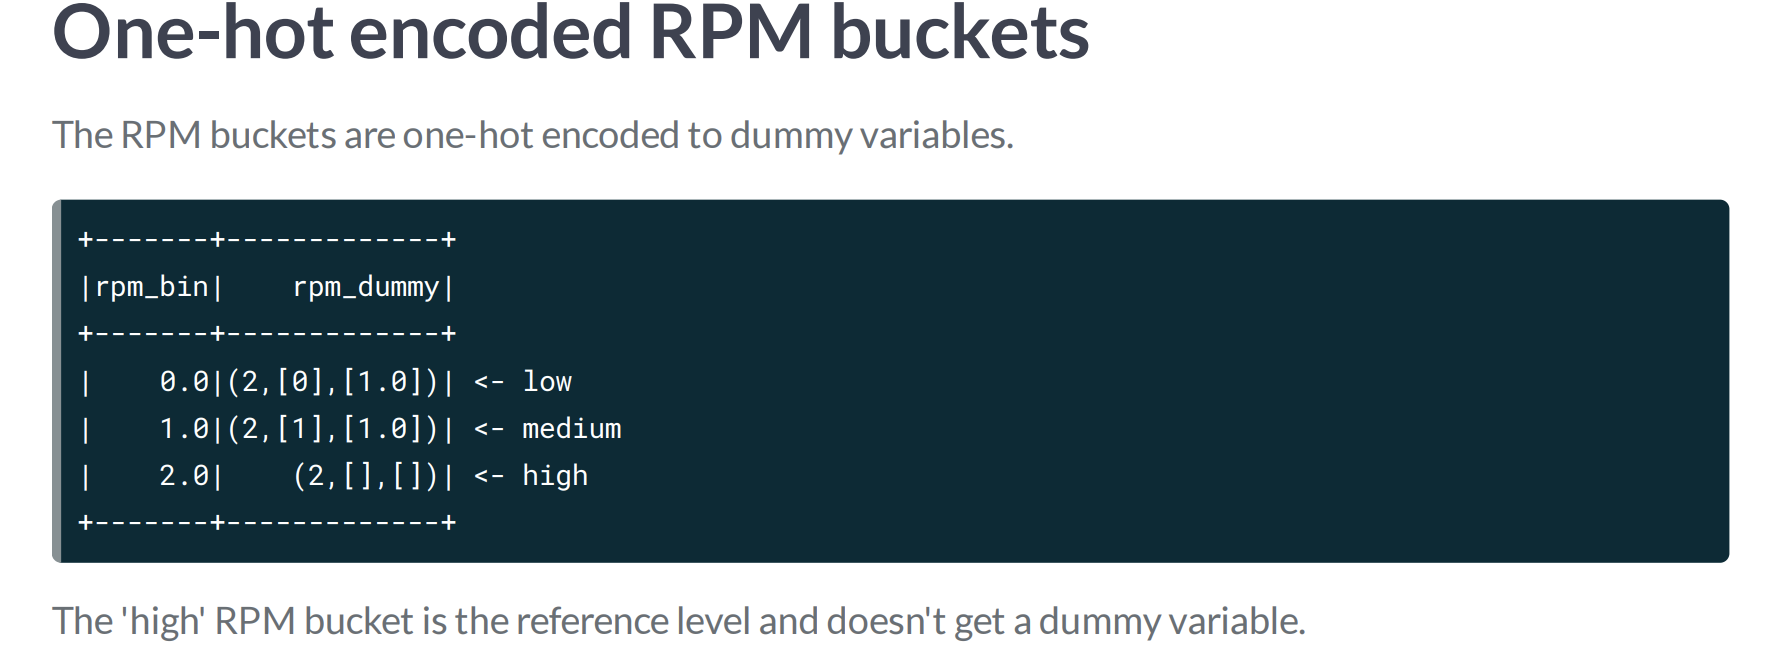 One-hot encoded RPM buckets
The RPM buckets are one-hot encoded to dummy variables.
+-------+-------------+
|rpm_bin|    rpm_dummy|
+-------+-------------+
|    0.0|(2,[0],[1.0])| <- low
|    1.0|(2,[1],[1.0])| <- medium
|    2.0|    (2,[],[])| <- high
+-------+-------------+
The 'high' RPM bucket is the reference level and doesn't get a dummy variable.